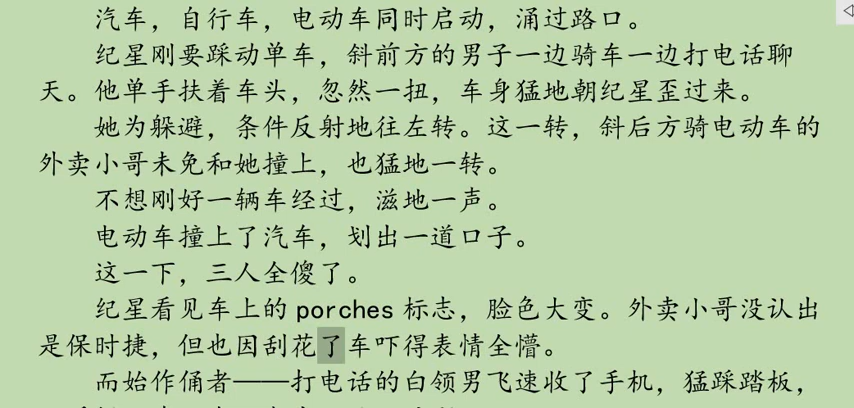 汽车，自行车，电动车同时启动，涌过路口。
纪星刚要踩动单车，斜前方的男子一边骑车一边打电话聊
天。他单手扶着车头，忽然一扭，车身猛地朝纪星歪过来。
她为躲避，条件反射地往左转。这一转，斜后方骑电动车的
外卖小哥未免和她撞上，也猛地一转。
不想刚好一辆车经过，滋地一声。
电动车撞上了汽车，划出一道口子。
这一下，三人全傻了。
纪星看见车上的 porches 标志，脸色大变。外卖小哥没认出
是保时捷，但也因刮花了车吓得表情全懵。
而始作俑者——打电话的白领男飞速收了手机，猛踩踏板，